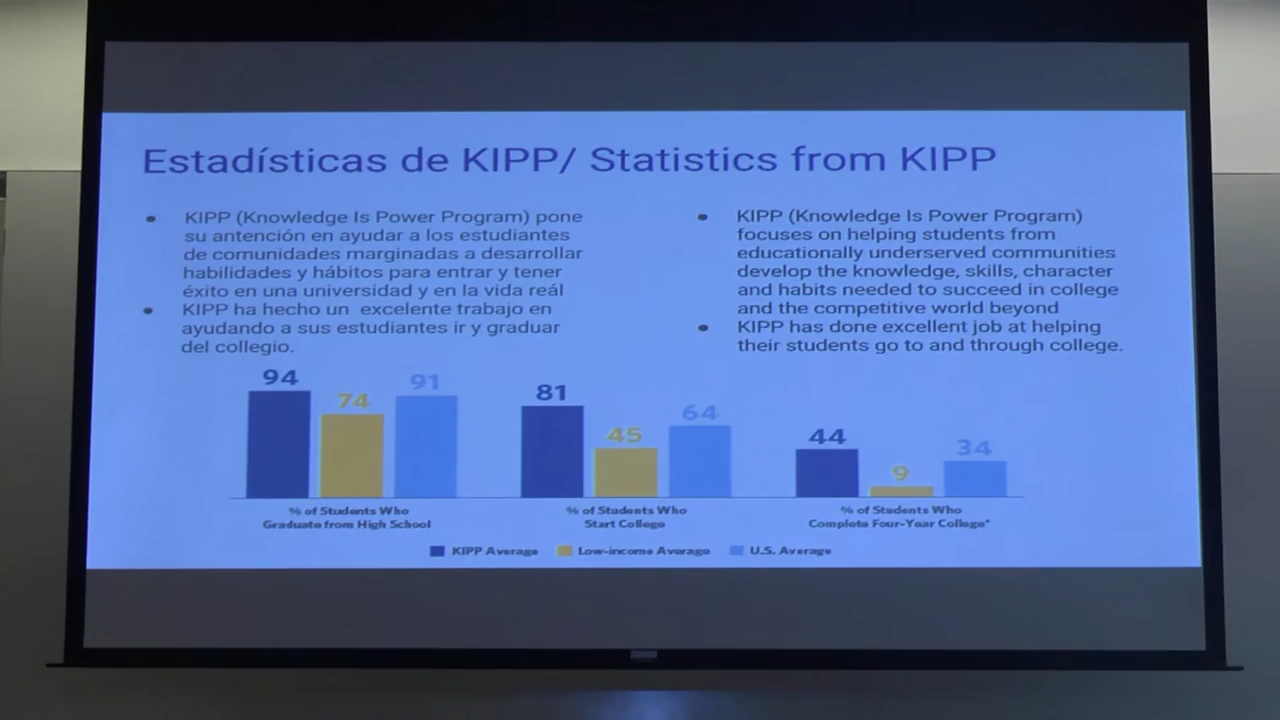 Estadísticas de KIPP/ Statistics from KIPP
• KIPP (Knowledge Is Power Program) pone
su antención en ayudar a los estudiantes
de comunidades marginadas a desarrollar
habilidades y hábitos para entrar y tener
éxito en una universidad y en la vida reál
• KIPP ha hecho un excelente trabajo en
ayudando a sus estudiantes ir y graduar
del collegio.
• KIPP (Knowledge Is Power Program)
focuses on helping students from
educationally underserved communities
develop the knowledge, skills, character
and habits needed to succeed in college
and the competitive world beyond
• KIPP has done excellent job at helping
their students go to and through college.
94 74 91
% of Students Who
Graduate from High School
81 45 64
% of Students Who
Start College
44 9 34
% of Students Who
Complete Four-Year College*
KIPP Average Low-income Average U.S. Average